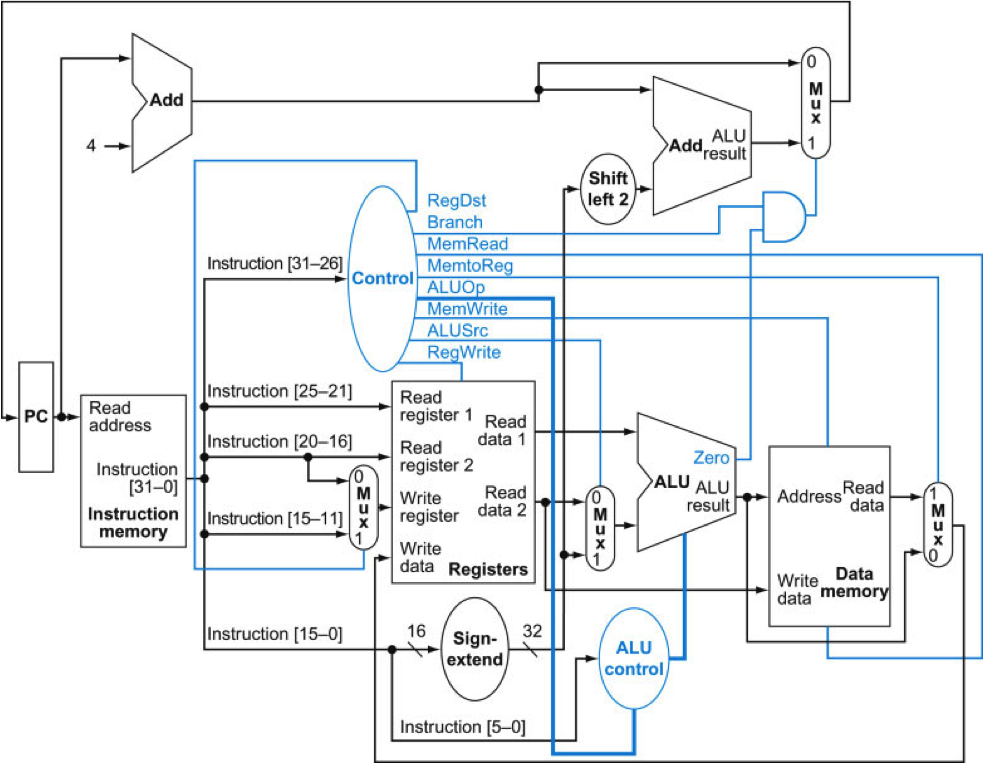 0
Mux
1
Add
4
Add
ALU
result
Shift
left 2
RegDst
Branch
MemRead
MemtoReg
ALUOp
MemWrite
ALUSrc
RegWrite
Control
Instruction [31–26]
Instruction [25–21]
Instruction [20–16]
Instruction [15–11]
Instruction [15–0]
Instruction [5–0]
PC
Read
address
Instruction
[31–0]
Instruction
memory
0
Mux
1
Read
register 1
Read
register 2
Write
register
Write
data
Read
data 1
Read
data 2
Registers
0
Mux
1
Zero
ALU
ALU
result
Address
Read
data
Write
data
Data
memory
1
Mux
0
16
Sign-
extend
32
ALU
control